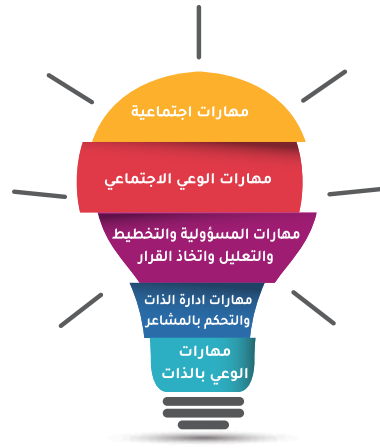 مهارات اجتماعية
مهارات الوعي الاجتماعي
مهارات المسؤولية والتخطيط
والتعليل واتخاذ القرار
مهارات ادارة الذات
والتحكم بالمشاعر
مهارات
الوعي بالذات